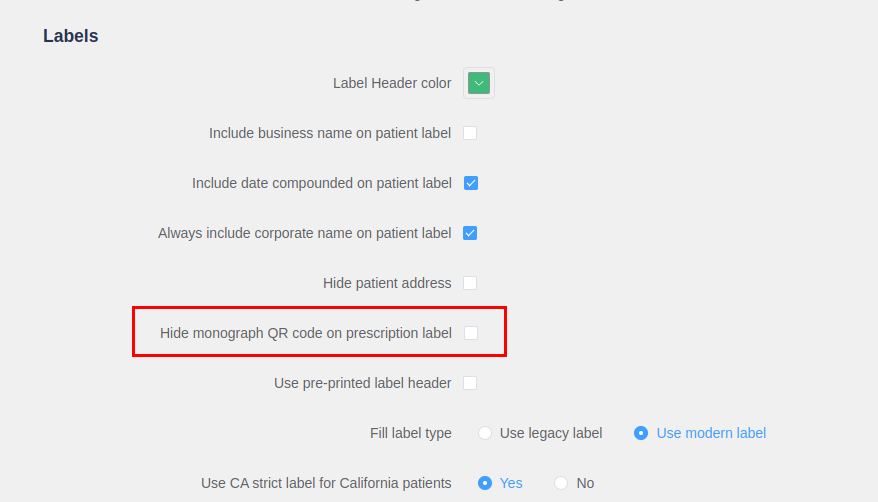 Labels
Label Header color
Include business name on patient label
Include date compounded on patient label
Always include corporate name on patient label
Hide patient address
Hide monograph QR code on prescription label
Use pre-printed label header
Fill label type Use legacy label Use modern label
Use CA strict label for California patients Yes No